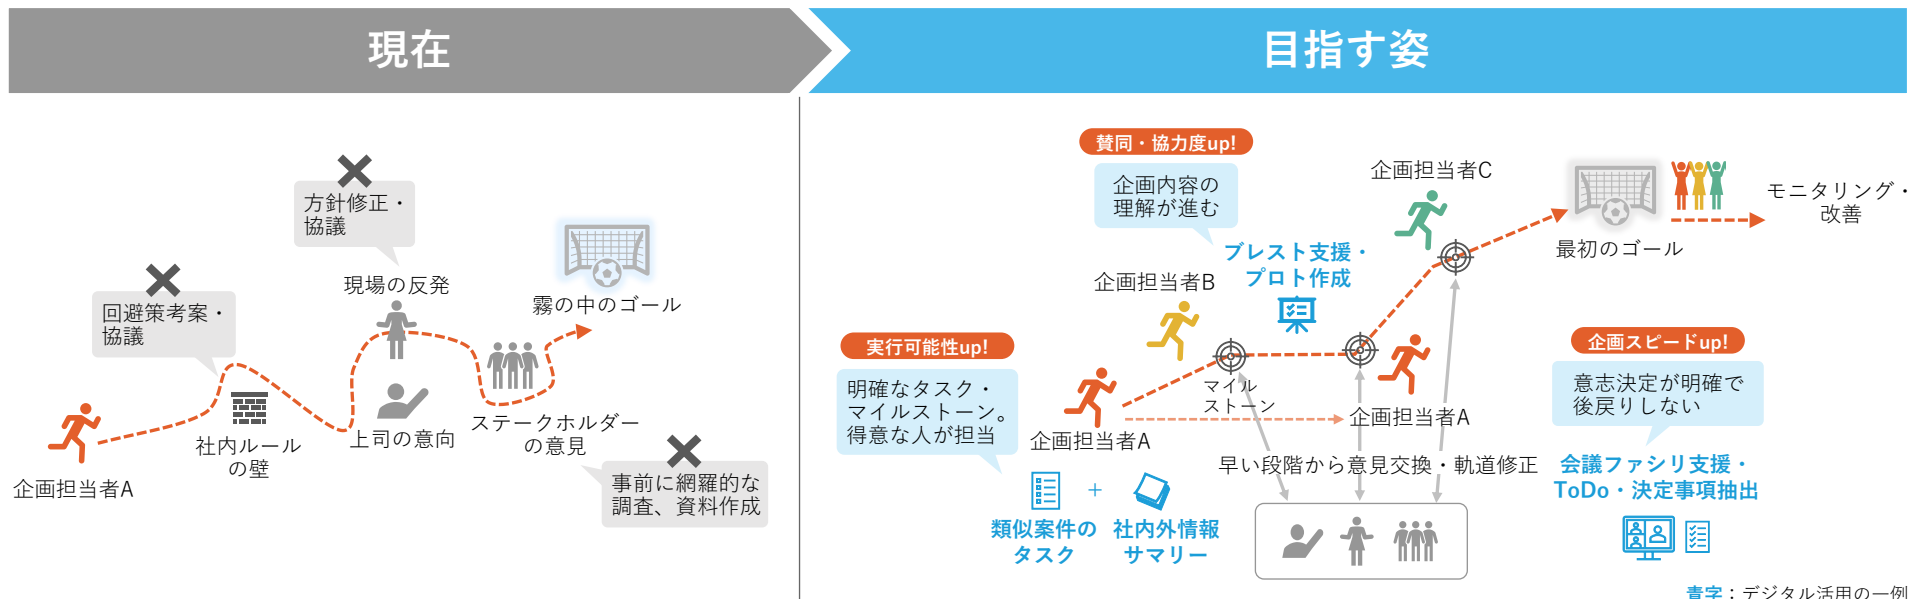 現在
目指す姿
方針修正・
協議
現場の反発
回避策考案・
協議
霧の中のゴール
社内ルール
の壁
上司の意向
ステークホルダー
の意見
企画担当者A
事前に網羅的な
調査、資料作成
賛同・協力度up!
企画内容の
理解が進む
企画担当者C
モニタリング・
改善
最初のゴール
ブレスト支援・
プロト作成
企画担当者B
実行可能性up!
明確なタスク・
マイルストーン。
得意な人が担当
マイル
ストーン
企画担当者A
企画担当者A
企画スピードup!
意志決定が明確で
後戻りしない
早い段階から意見交換・軌道修正
会議ファシリ支援・
ToDo・決定事項抽出
+
類似案件の
タスク
社内外情報
サマリー
青字：デジタル活用の一例